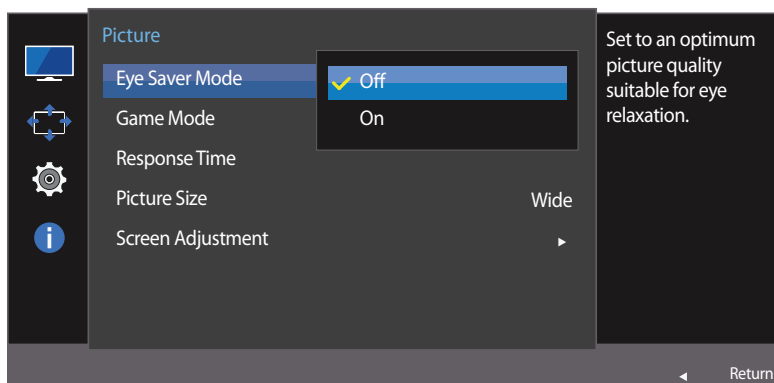 Picture
Eye Saver Mode
Off
Game Mode
On
Response Time
Picture Size
Wide
Screen Adjustment
Set to an optimum
picture quality
suitable for eye
relaxation.
Return